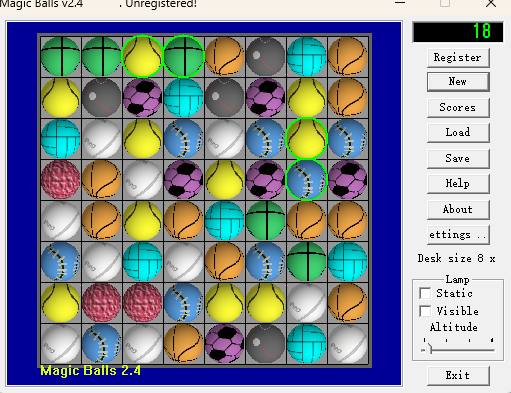 Magic Balls v2.4 . Unregistered!
18
Register
New
Scores
Load
Save
Help
About
ettings ..
Desk size 8 x
Lamp
Static
Visible
Altitude
Exit
Magic Balls 2.4